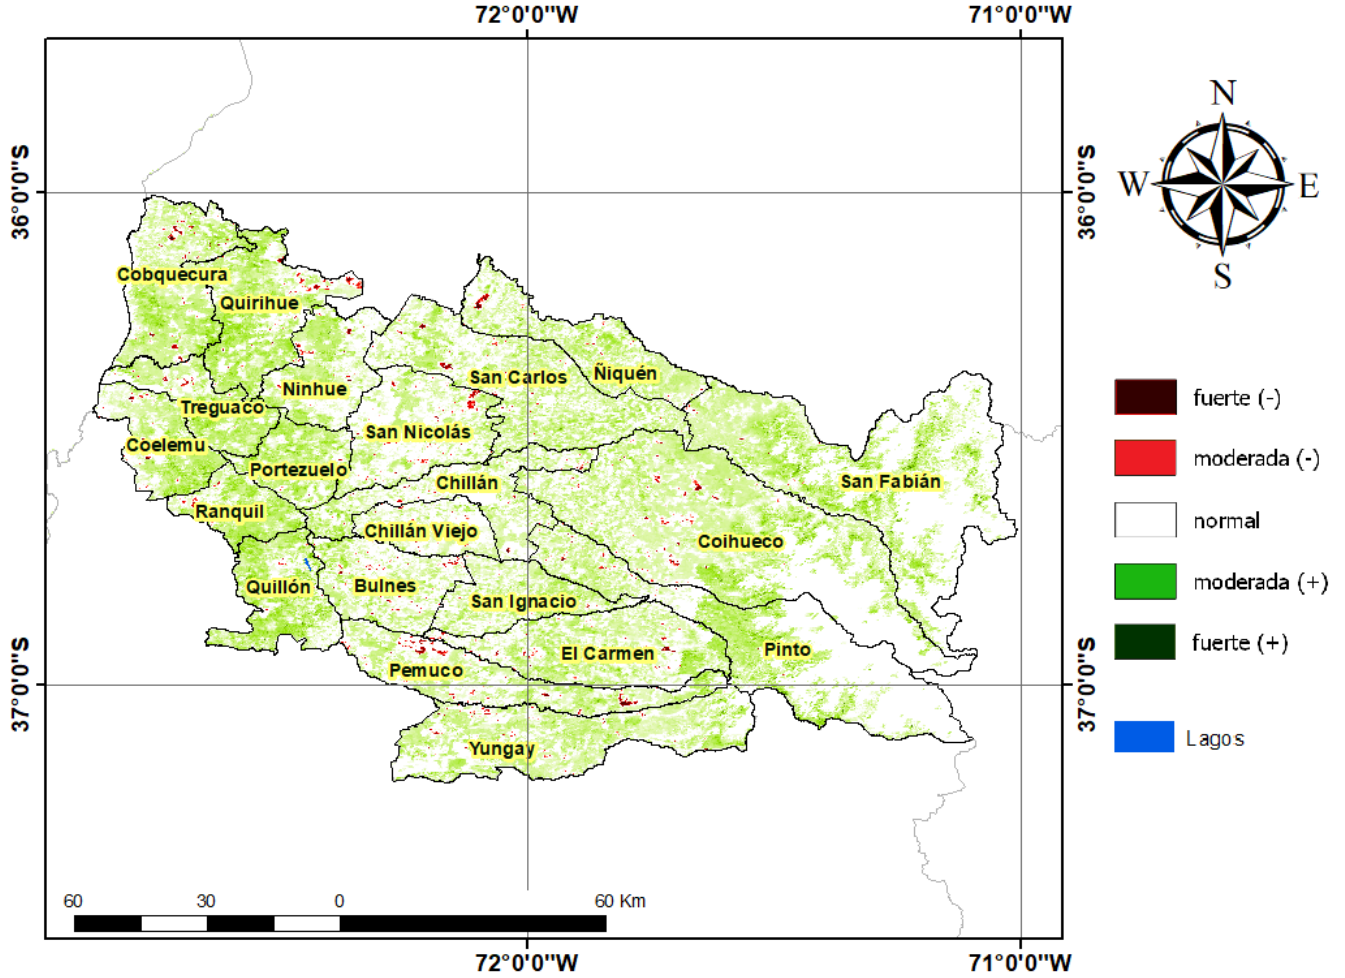 72°0'0"W 71°0'0"W
36°0'0"S
36°0'0"S
N
W E
S
Cobquecura
Quirihue
Ninhue
San Carlos
Ñiquén
Treguaco
San Nicolás
Coelemu
Portezuelo
Chillán
San Fabián
Ranquil
Chillán Viejo
Coihueco
Quillón
Bulnes
San Ignacio
El Carmen
Pinto
Pemuco
Yungay
37°0'0"S
37°0'0"S
fuerte (-)
moderada (-)
normal
moderada (+)
fuerte (+)
Lagos
60 30 0 60 Km
72°0'0"W 71°0'0"W